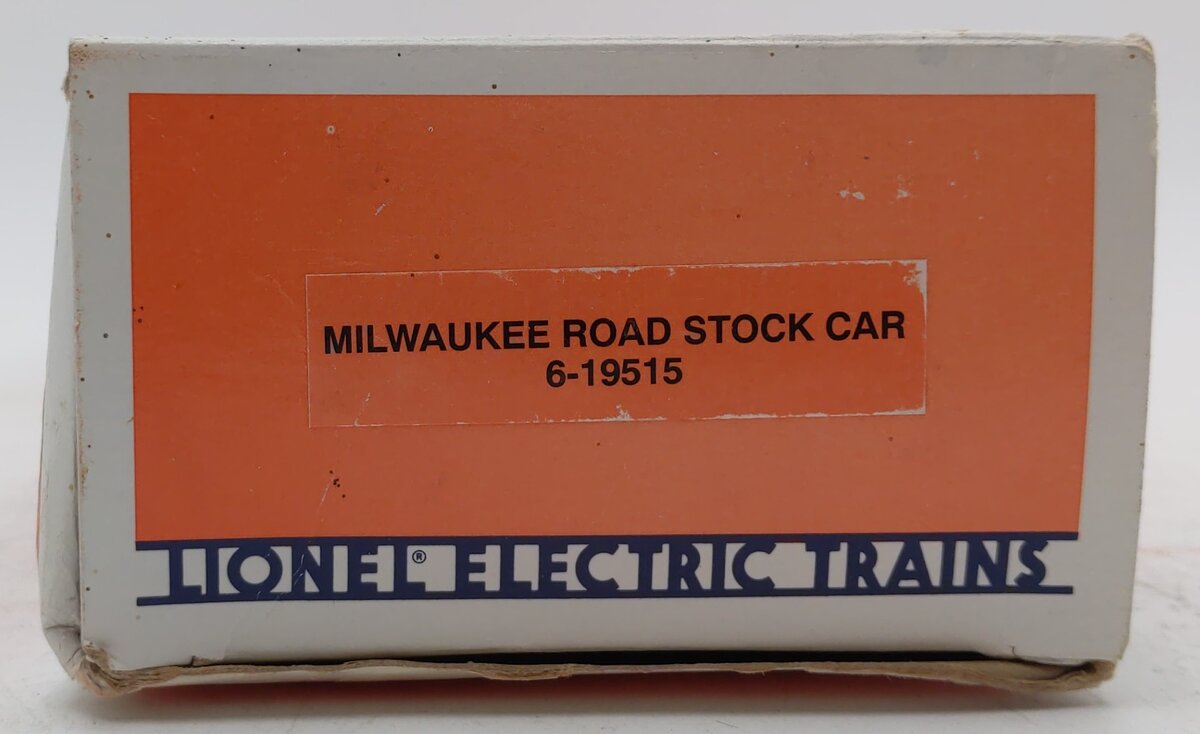 MILWAUKEE ROAD STOCK CAR
6-19515
LIONEL® ELECTRIC TRAINS